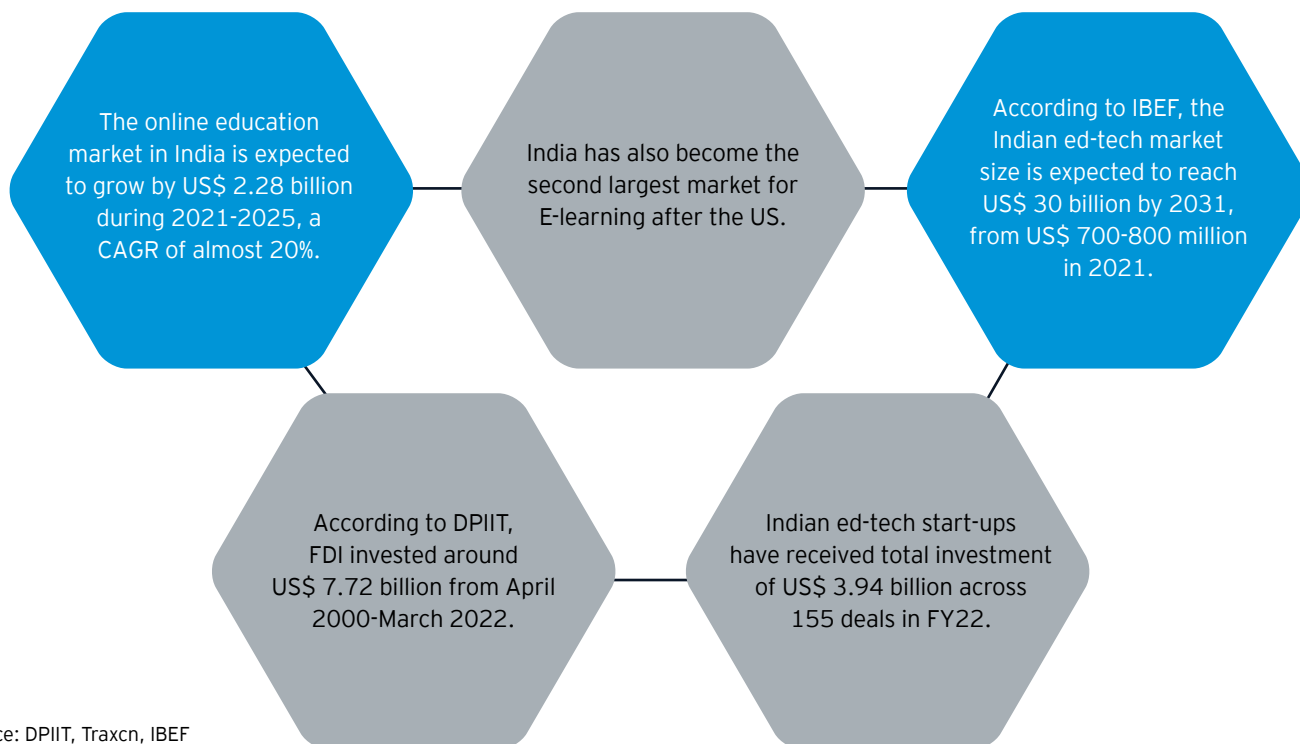 The online education
market in India is expected
to grow by US$ 2.28 billion
during 2021-2025, a
CAGR of almost 20%.
India has also become the
second largest market for
E-learning after the US.
According to IBEF, the
Indian ed-tech market
size is expected to reach
US$ 30 billion by 2031,
from US$ 700-800 million
in 2021.
According to DPIIT,
FDI invested around
US$ 7.72 billion from April
2000-March 2022.
Indian ed-tech start-ups
have received total investment
of US$ 3.94 billion across
155 deals in FY22.
ce: DPIIT, Traxcn, IBEF